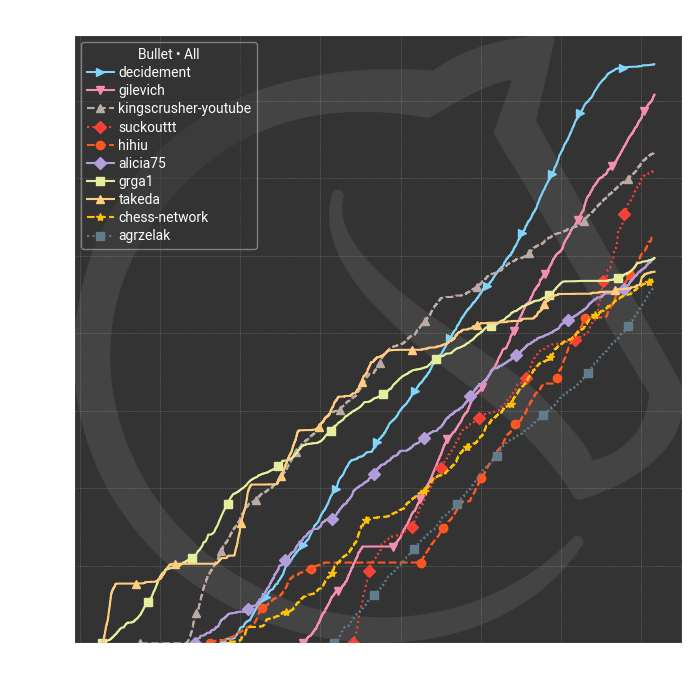 Bullet • All
decidement
gilevich
kingscrusher-youtube
suckouttt
hihiu
alicia75
grga1
takeda
chess-network
agrzelak